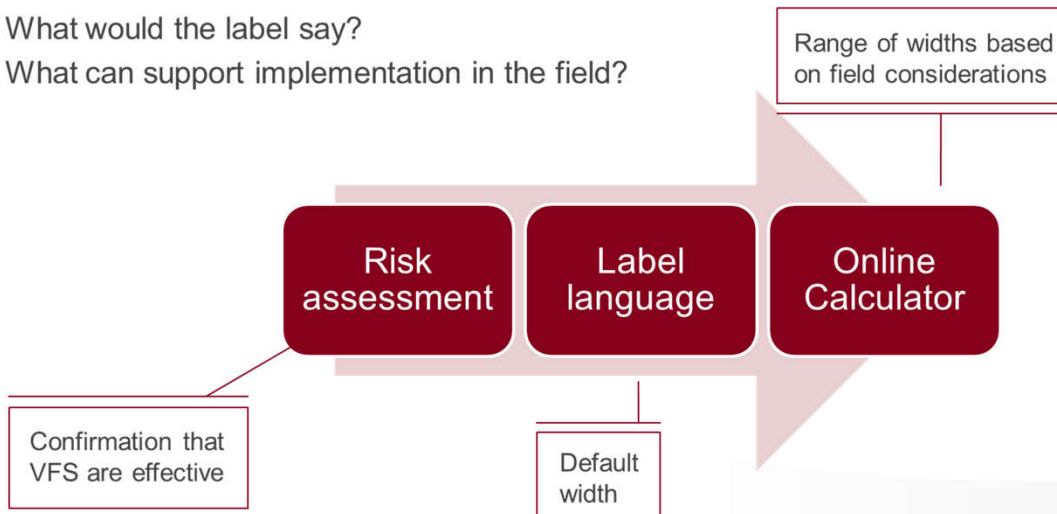 What would the label say?
What can support implementation in the field?
Range of widths based
on field considerations
Risk
assessment
Label
language
Online
Calculator
Confirmation that
VFS are effective
Default
width